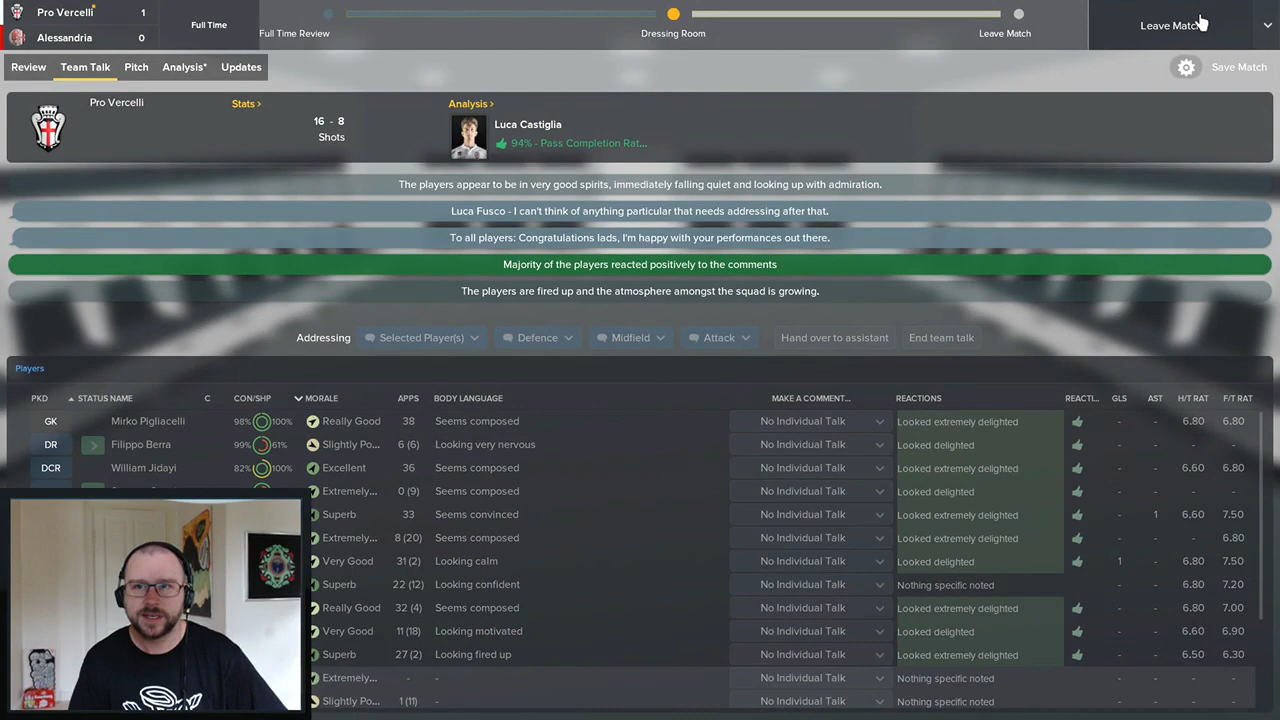 Pro Vercelli 1
Alessandria 0
Full Time
Full Time Review
Dressing Room
Leave Match
Leave Matc
Review Team Talk Pitch Analysis* Updates
Save Match
Pro Vercelli Stats › Analysis ›
16 - 8
Shots
Luca Castiglia
94% - Pass Completion Rat...
The players appear to be in very good spirits, immediately falling quiet and looking up with admiration.
Luca Fusco - I can't think of anything particular that needs addressing after that.
To all players: Congratulations lads, I'm happy with your performances out there.
Majority of the players reacted positively to the comments
The players are fired up and the atmosphere amongst the squad is growing.
Addressing Selected Player(s) Defence Midfield Attack Hand over to assistant End team talk
Players
PKD STATUS NAME C CON/SHP MORALE APPS BODY LANGUAGE MAKE A COMMENT... REACTIONS REACTI... GLS AST H/T RAT F/T RAT
GK Mirko Pigliacelli 98% 100% Really Good 38 Seems composed No Individual Talk Looked extremely delighted - - 6.80 6.80
DR Filippo Berra 99% 61% Slightly Po... 6 (6) Looking very nervous No Individual Talk Looked delighted - - - -
DCR William Jidayi 82% 100% Excellent 36 Seems composed No Individual Talk Looked extremely delighted - - 6.60 6.80
Extremely... 0 (9) Seems composed No Individual Talk Looked delighted - - - -
Superb 33 Seems convinced No Individual Talk Looked extremely delighted - 1 6.60 7.50
Extremely... 8 (20) Seems composed No Individual Talk Looked extremely delighted - - - 6.80
Very Good 31 (2) Looking calm No Individual Talk Looked delighted 1 - 6.80 7.50
Superb 22 (12) Looking confident No Individual Talk Nothing specific noted - - 6.80 7.20
Really Good 32 (4) Seems composed No Individual Talk Looked extremely delighted - - 6.80 7.00
Very Good 11 (18) Looking motivated No Individual Talk Looked delighted - - 6.60 6.90
Superb 27 (2) Looking fired up No Individual Talk Looked extremely delighted - - 6.50 6.30
Extremely... - - No Individual Talk Nothing specific noted - - - -
Slightly Po... 1 (11) - No Individual Talk Nothing specific noted - - - -